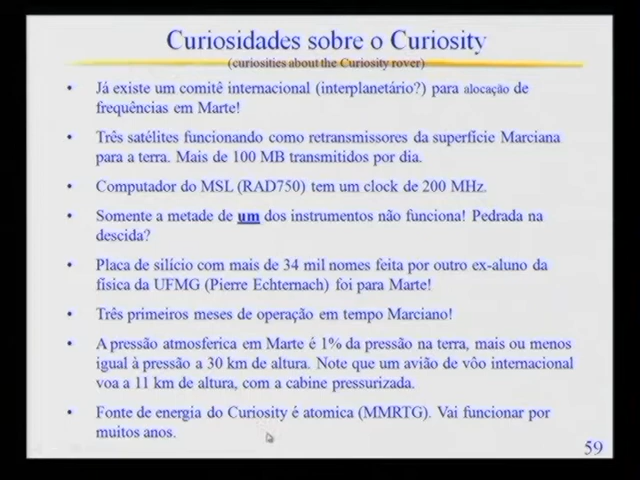 Curiosidades sobre o Curiosity
(curiosities about the Curiosity rover)
• Já existe um comitê internacional (interplanetário?) para alocação de
frequências em Marte!
• Três satélites funcionando como retransmissores da superfície Marciana
para a terra. Mais de 100 MB transmitidos por dia.
• Computador do MSL (RAD750) tem um clock de 200 MHz.
• Somente a metade de um dos instrumentos não funciona! Pedrada na
descida?
• Placa de silício com mais de 34 mil nomes feita por outro ex-aluno da
física da UFMG (Pierre Echternach) foi para Marte!
• Três primeiros meses de operação em tempo Marciano!
• A pressão atmosferica em Marte é 1% da pressão na terra, mais ou menos
igual à pressão a 30 km de altura. Note que um avião de vôo internacional
voa a 11 km de altura, com a cabine pressurizada.
• Fonte de energia do Curiosity é atomica (MMRTG). Vai funcionar por
muitos anos.
59